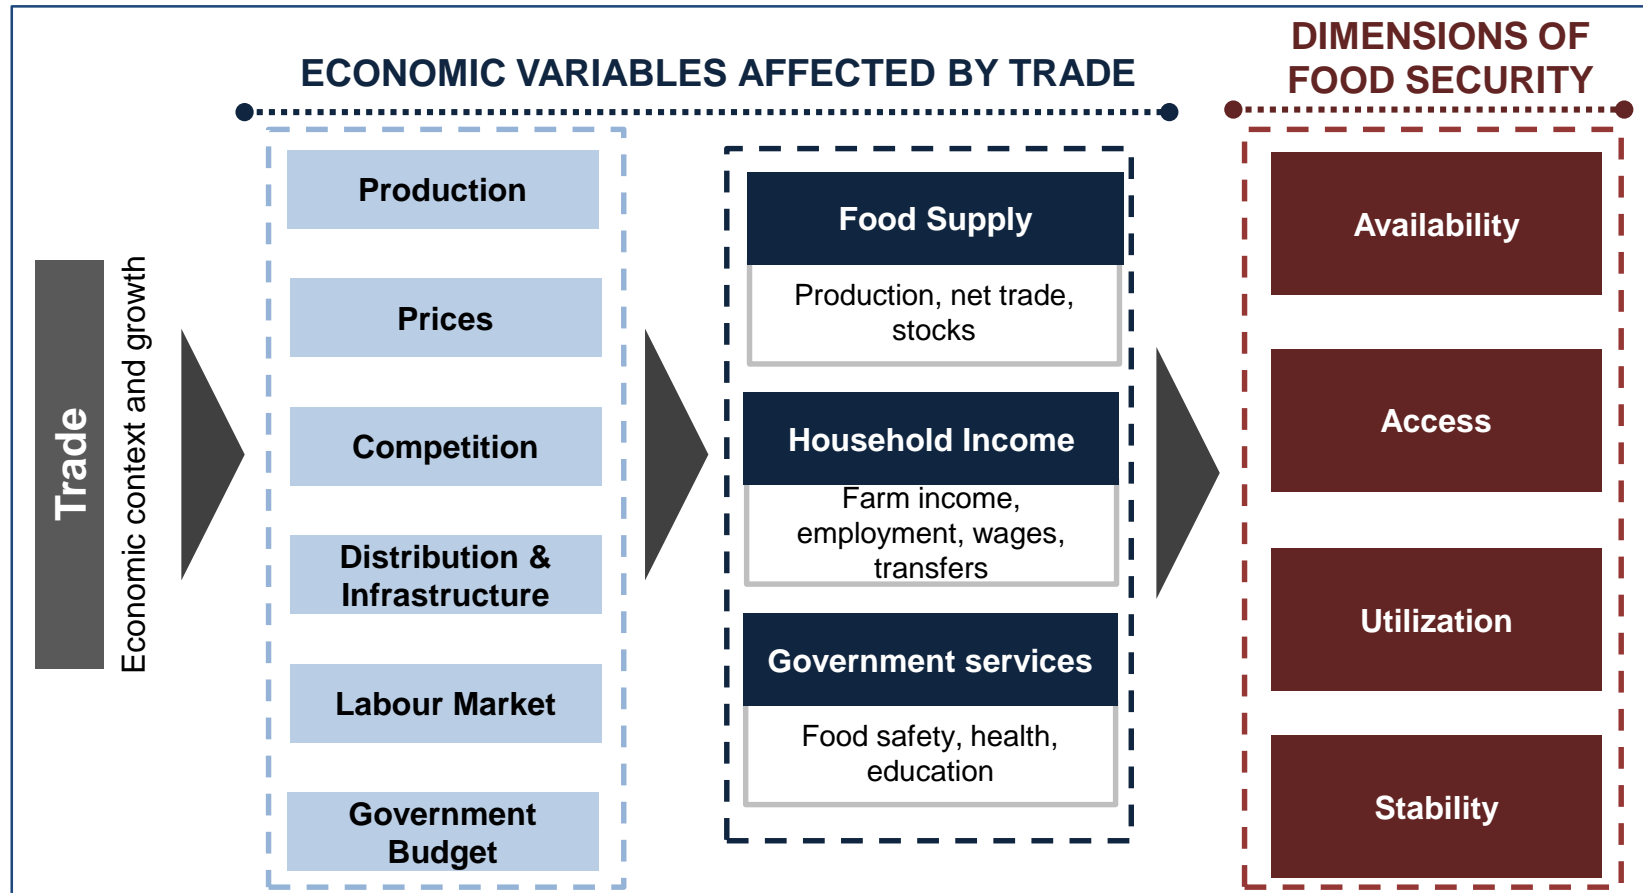 ECONOMIC VARIABLES AFFECTED BY TRADE
DIMENSIONS OF
FOOD SECURITY
Trade
Economic context and growth
Production
Prices
Competition
Distribution &
Infrastructure
Labour Market
Government
Budget
Food Supply
Production, net trade,
stocks
Household Income
Farm income,
employment, wages,
transfers
Government services
Food safety, health,
education
Availability
Access
Utilization
Stability